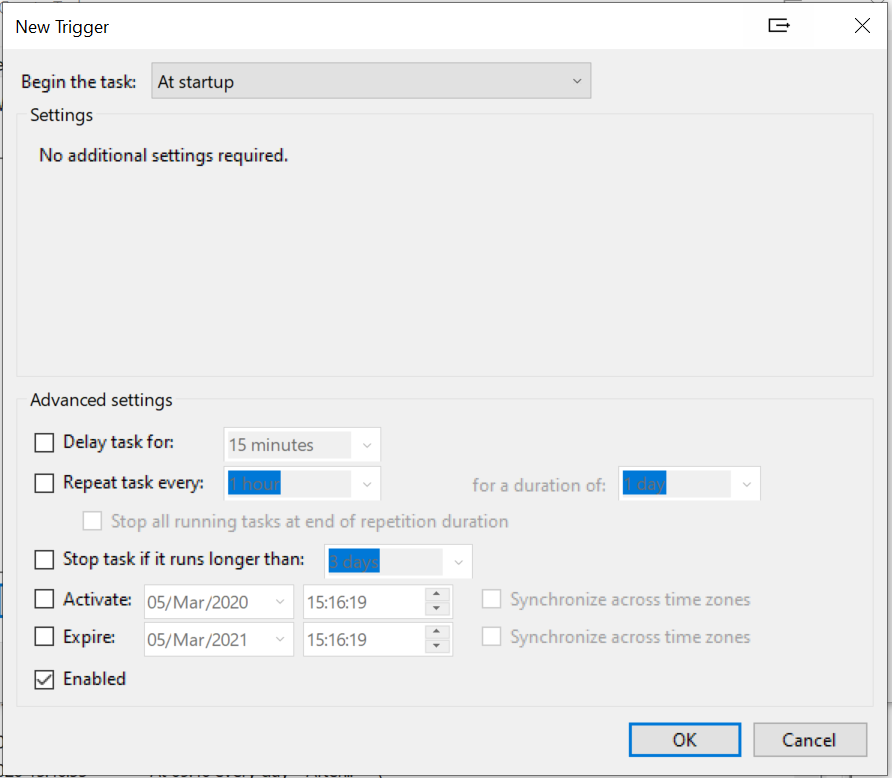 New Trigger
Begin the task: At startup
Settings
No additional settings required.
Advanced settings
Delay task for: 15 minutes
Repeat task every: 1 hour for a duration of: 1 day
Stop all running tasks at end of repetition duration
Stop task if it runs longer than: 3 days
Activate: 05/Mar/2020 15:16:19 Synchronize across time zones
Expire: 05/Mar/2021 15:16:19 Synchronize across time zones
Enabled
OK Cancel